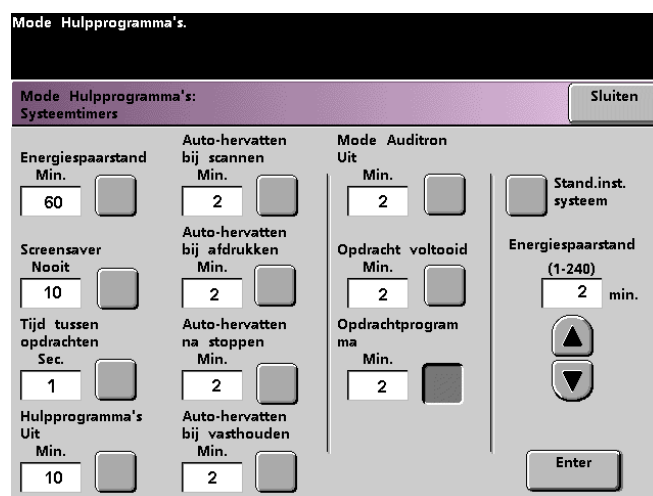 Mode Hulpprogramma's.
Mode Hulpprogramma's:
Systeemtimers
Sluiten
Energiespaarstand
Min.
60
Screensaver
Nooit
10
Tijd tussen
opdrachten
Sec.
1
Hulpprogramma's
Uit
Min.
10
Auto-hervatten
bij scannen
Min.
2
Auto-hervatten
bij afdrukken
Min.
2
Auto-hervatten
na stoppen
Min.
2
Auto-hervatten
bij vasthouden
Min.
2
Mode Auditron
Uit
Min.
2
Opdracht voltooid
Min.
2
Opdrachtprogram
ma
Min.
2
Stand.inst.
systeem
Energiespaarstand
(1-240)
2 min.
Enter